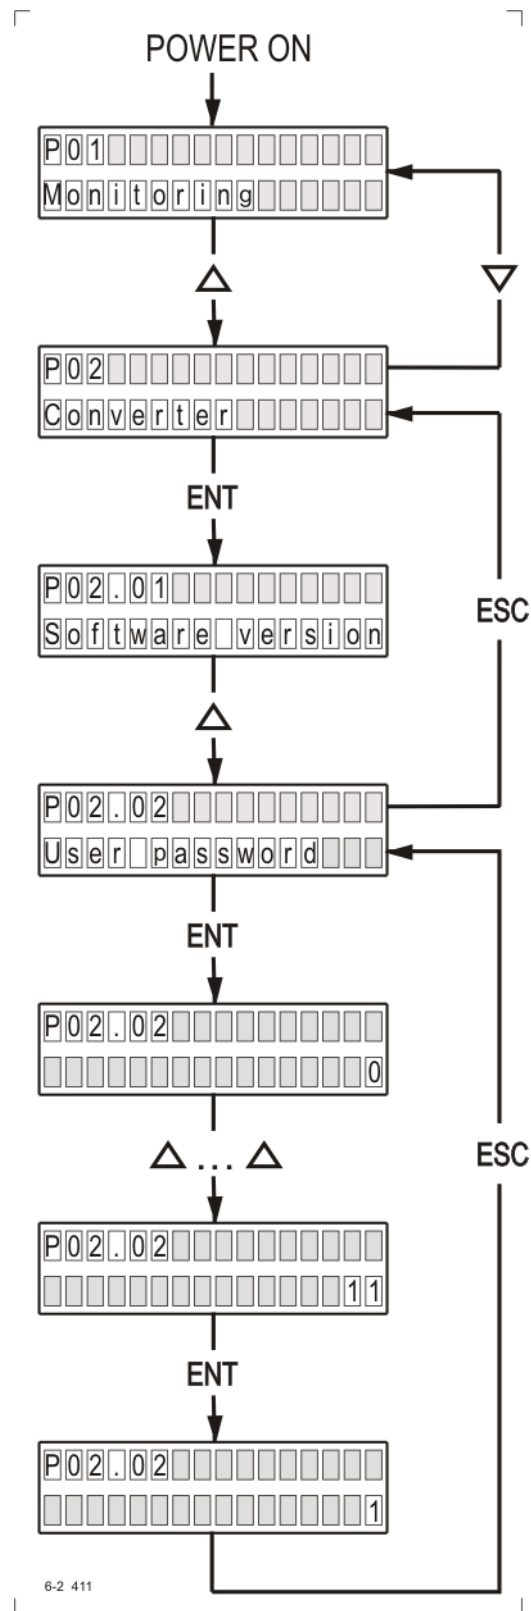 POWER ON
P01
Monitoring
△
▽
P02
Converter
ENT
P02.01
Software version
ESC
△
P02.02
User password
ENT
P02.02
0
△ ... △
ESC
P02.02
11
ENT
P02.02
1
6-2 411